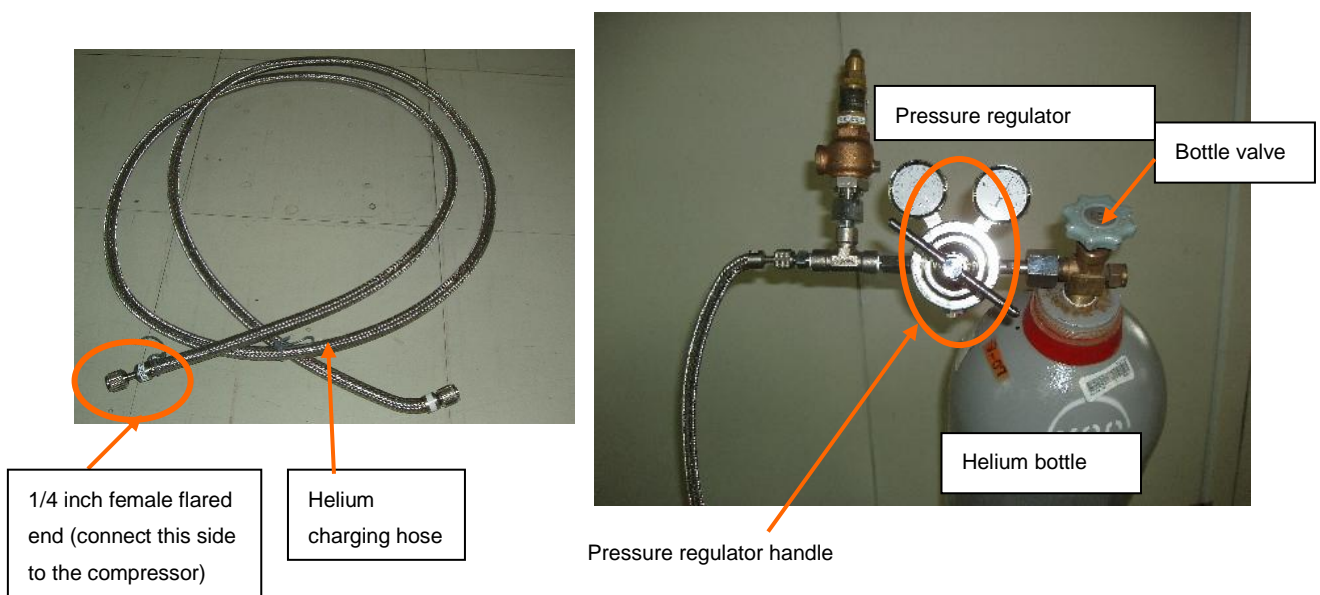 Pressure regulator
Bottle valve
Helium bottle
1/4 inch female flared
end (connect this side
to the compressor)
Helium
charging hose
Pressure regulator handle